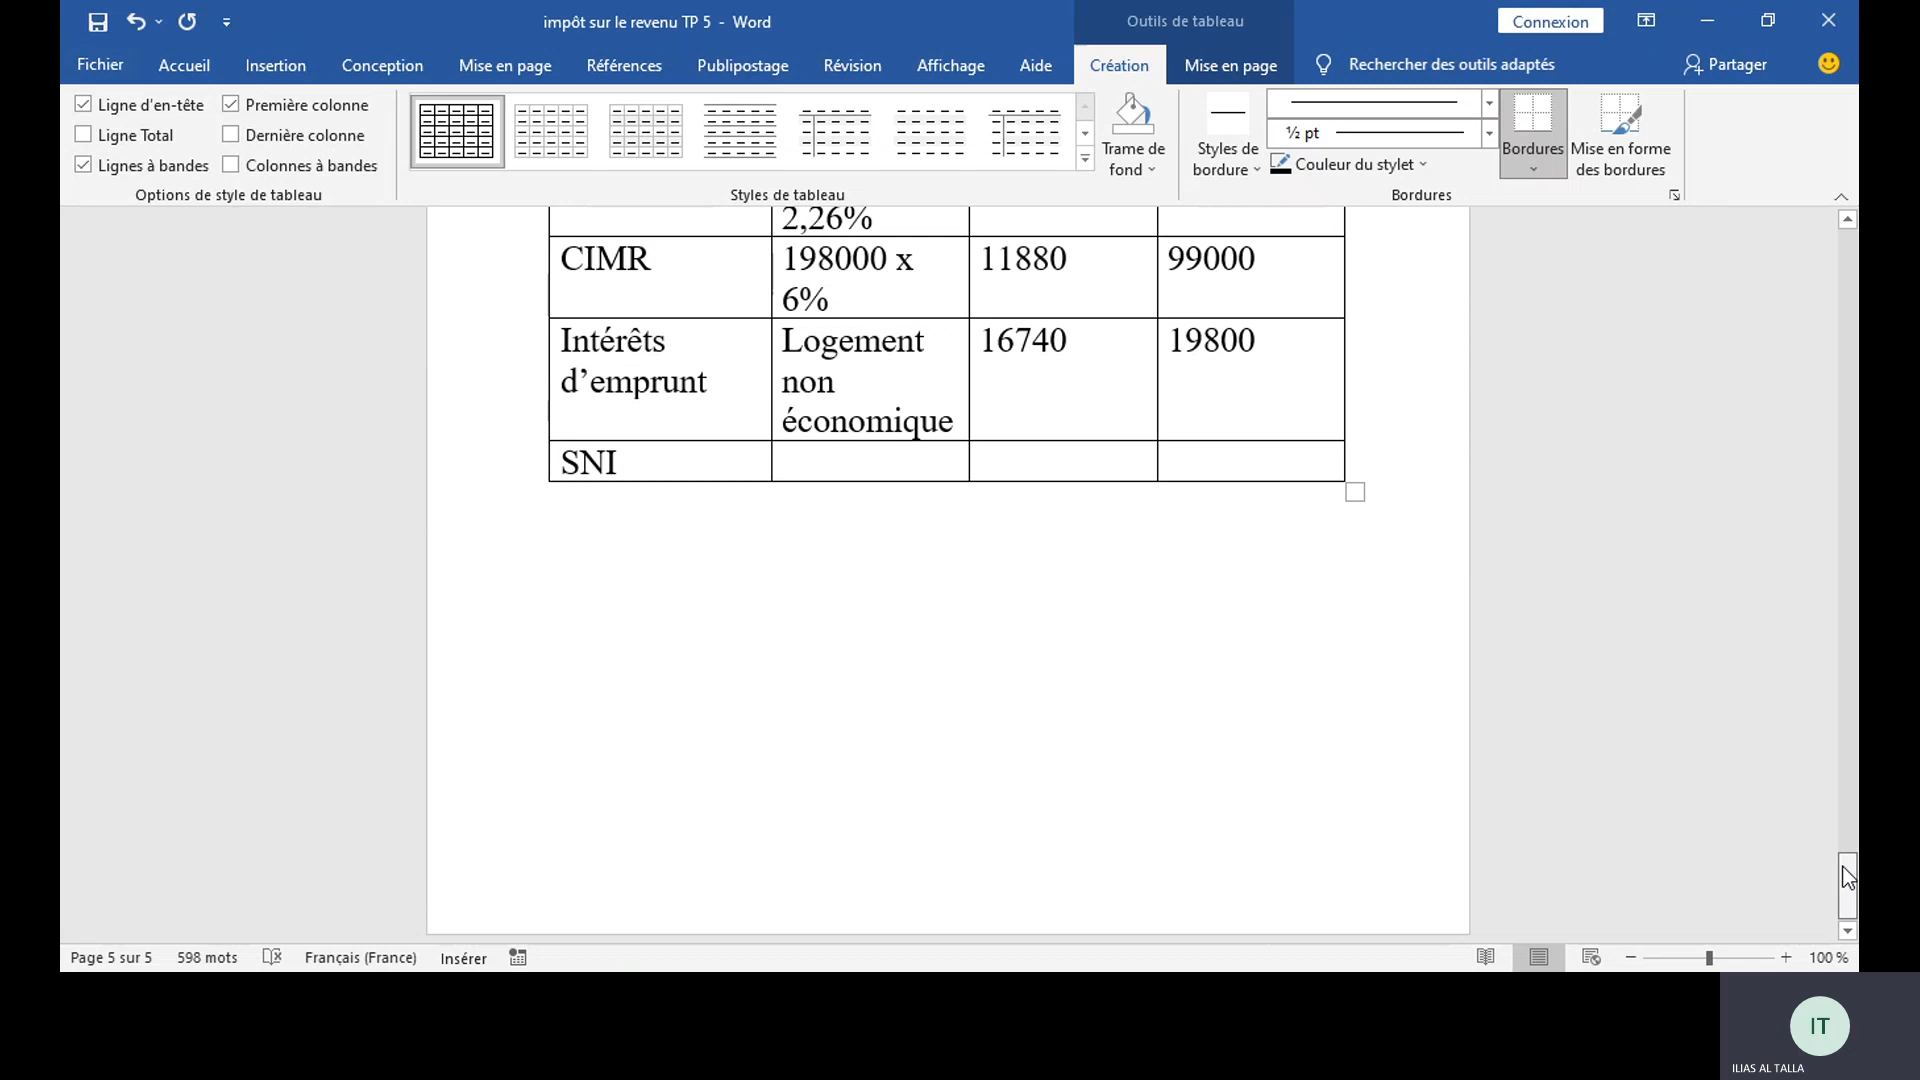 impôt sur le revenu TP 5 - Word
Outils de tableau
Connexion
Fichier
Accueil
Insertion
Conception
Mise en page
Références
Publipostage
Révision
Affichage
Aide
Création
Mise en page
Rechercher des outils adaptés
Partager
Ligne d'en-tête
Première colonne
Ligne Total
Dernière colonne
Lignes à bandes
Colonnes à bandes
Options de style de tableau
Styles de tableau
Trame de
fond
Styles de
bordure
½ pt
Couleur du stylet
Bordures
Mise en forme
des bordures
Bordures
2,26%
CIMR
198000 x
6%
11880
99000
Intérêts
d’emprunt
Logement
non
économique
16740
19800
SNI
Page 5 sur 5
598 mots
Français (France)
Insérer
100 %
IT
ILIAS AL TALLA